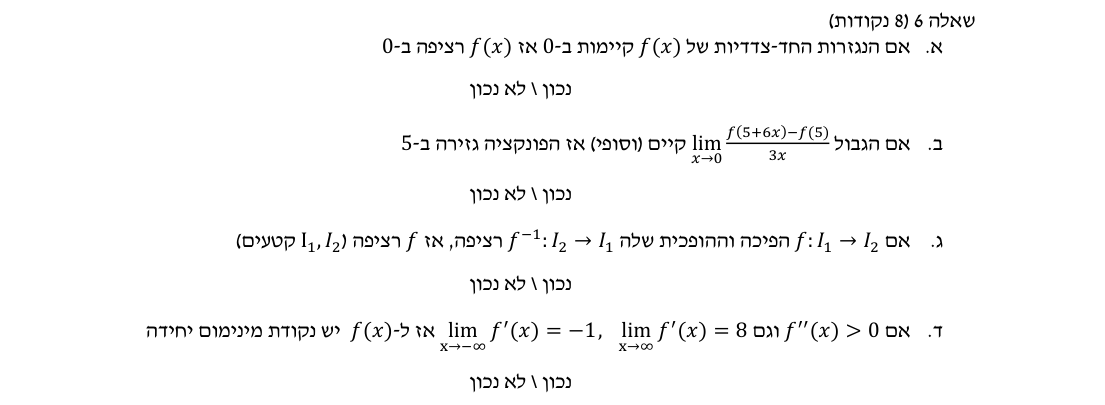 שאלה 6 (8 נקודות)
א. אם הנגזרות החד-צדדיות של f(x) קיימות ב-0 אז f(x) רציפה ב-0
נכון \ לא נכון
ב. אם הגבול lim_{x→0} \frac{f(5+6x)−f(5)}{3x} קיים (וסופי) אז הפונקציה גזירה ב-5
נכון \ לא נכון
ג. אם f: I₁ → I₂ הפיכה וההופכית שלה f⁻¹: I₂ → I₁ רציפה, אז f רציפה (I₁, I₂ קטעים)
נכון \ לא נכון
ד. אם f′′(x) > 0 וגם lim_{x→−∞} f′(x) = −1, lim_{x→∞} f′(x) = 8 אז ל-f(x) יש נקודת מינימום יחידה
נכון \ לא נכון